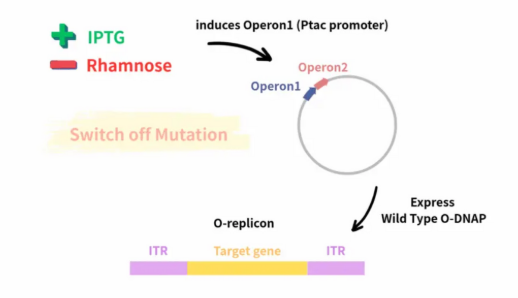 induces Operon1 (Ptac promoter)
IPTG
Rhamnose
Operon2
Operon1
Switch off Mutation
Express
Wild Type O-DNAP
O-replicon
ITR Target gene ITR